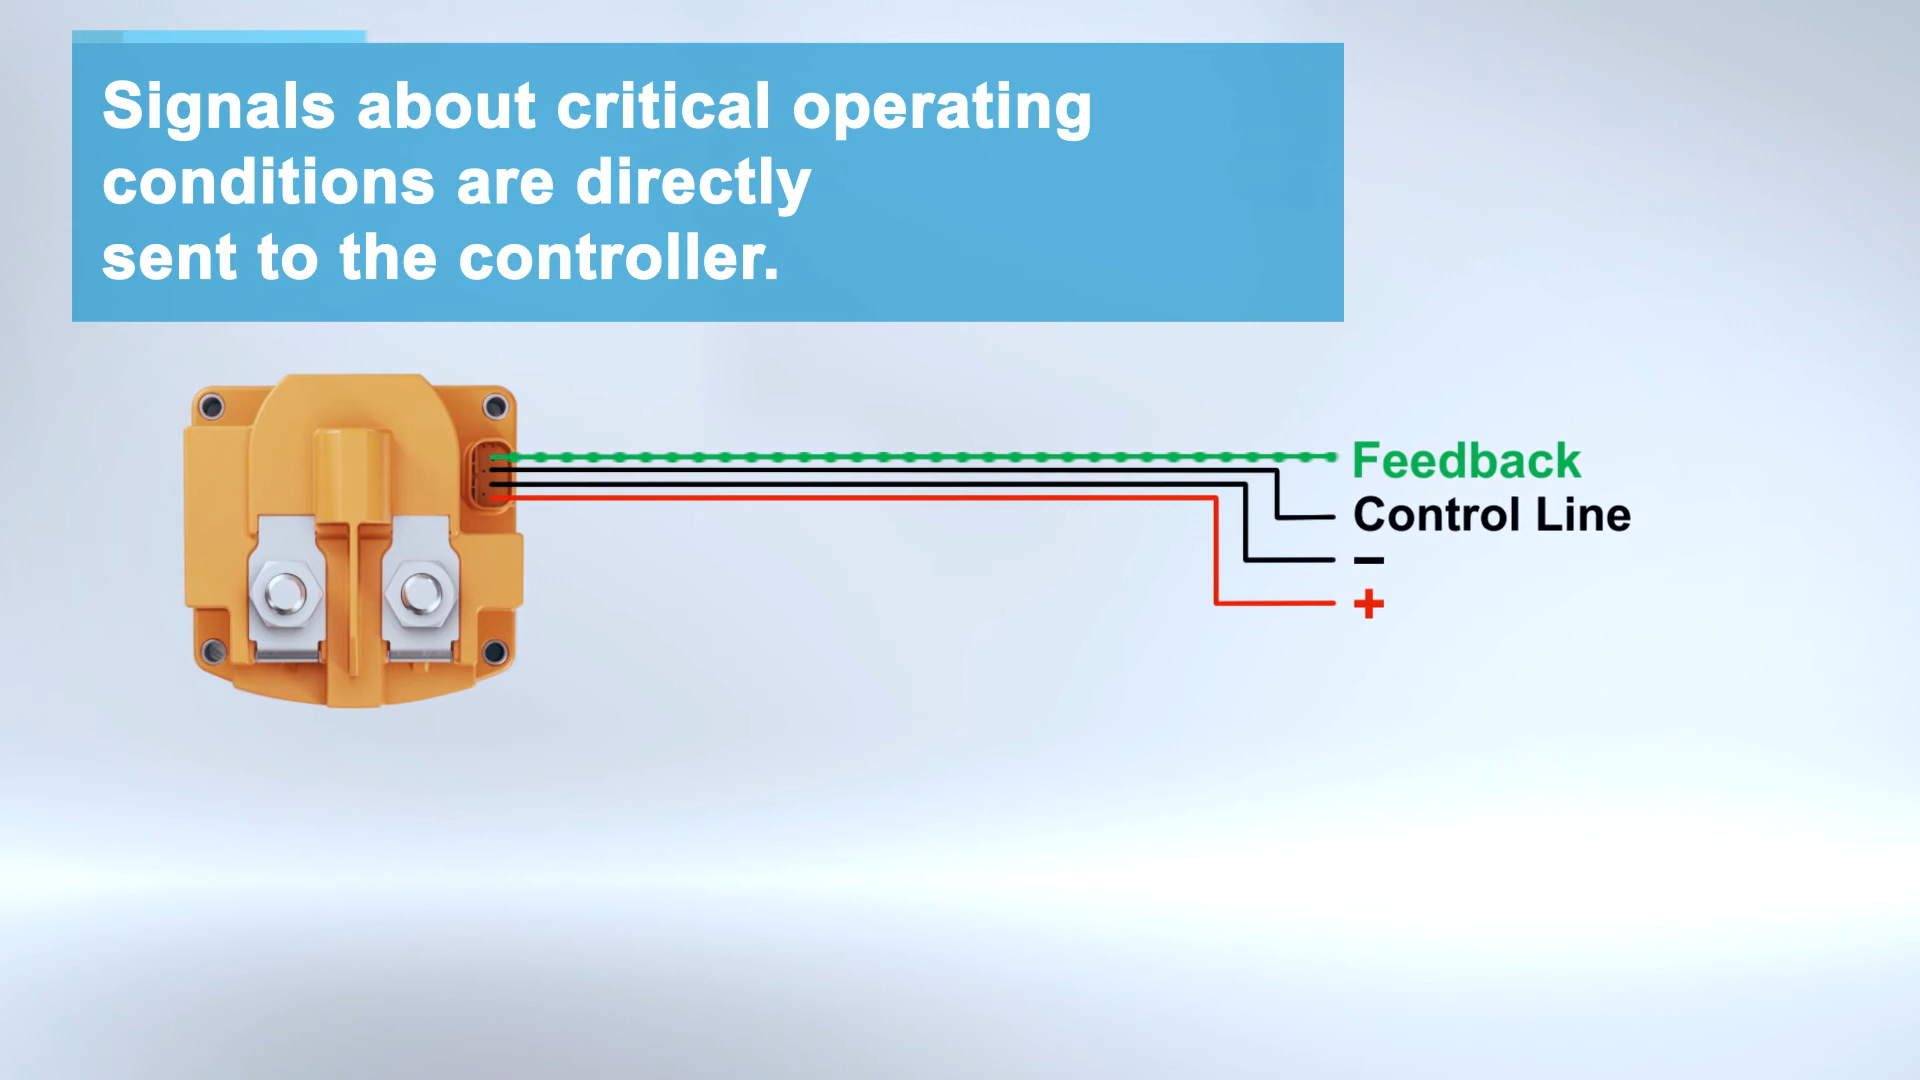 Signals about critical operating
conditions are directly
sent to the controller.
Feedback
Control Line
–
+